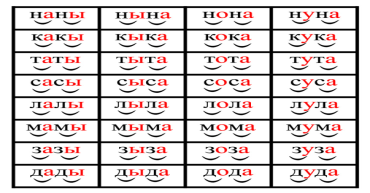 наны нына нона нуна
какы кыка кока кука
таты тыта тота тута
сасы сыса соса суса
лалы лыла лола лула
мамы мыма мома мума
зазы зыза зоза зуза
дады дыда дода дуда